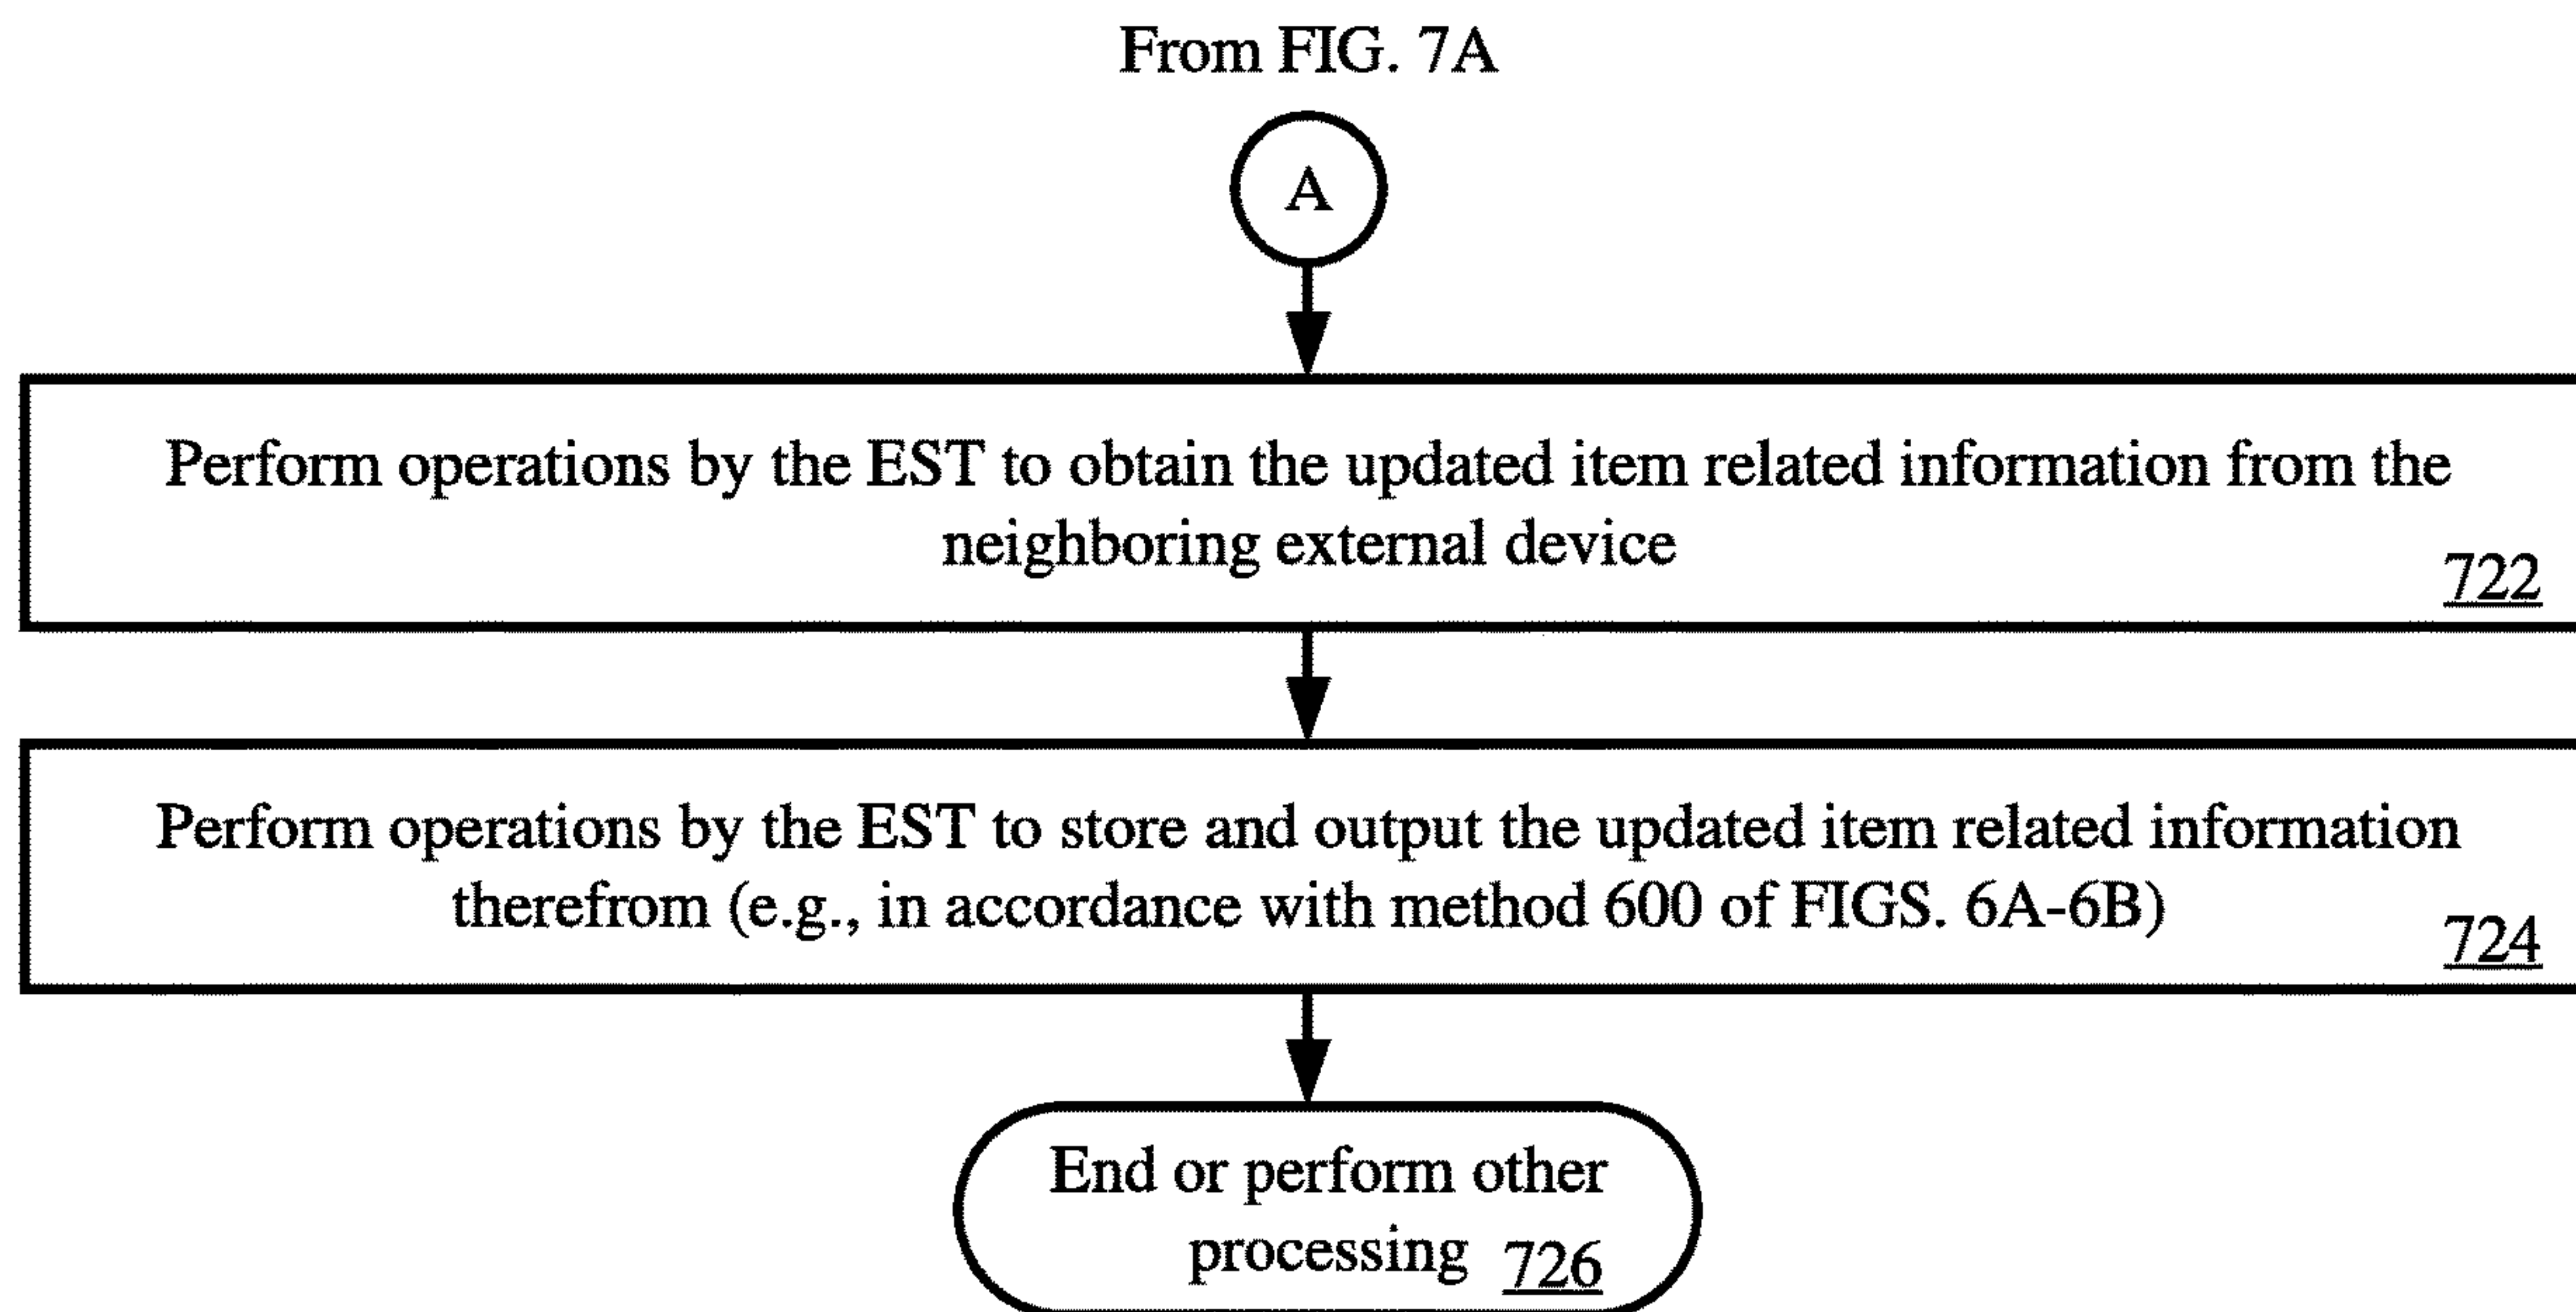 From FIG. 7A
A
Perform operations by the EST to obtain the updated item related information from the
neighboring external device
722
Perform operations by the EST to store and output the updated item related information
therefrom (e.g., in accordance with method 600 of FIGS. 6A-6B)
724
End or perform other
processing 726